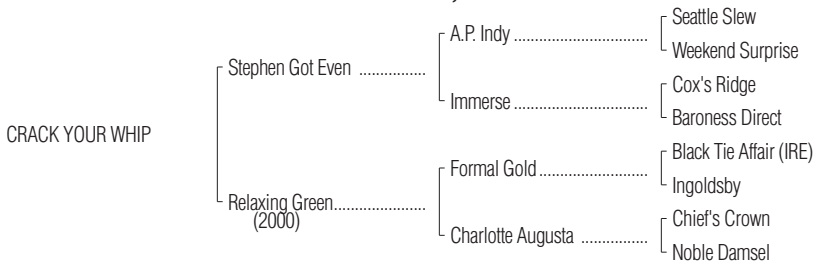 Seattle Slew
A.P. Indy ................................
Weekend Surprise
Stephen Got Even ................
Cox's Ridge
Immerse ................................
Baroness Direct
CRACK YOUR WHIP
Black Tie Affair (IRE)
Formal Gold..........................
Ingoldsby
Relaxing Green......................
(2000)
Chief's Crown
Charlotte Augusta ................
Noble Damsel